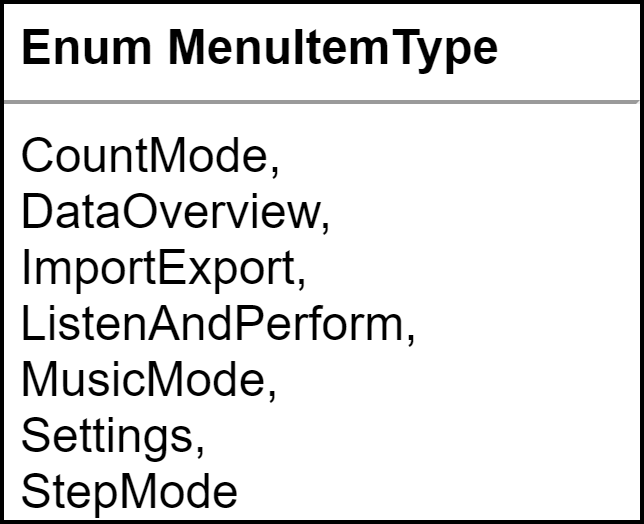 Enum MenuItemType
CountMode,
DataOverview,
ImportExport,
ListenAndPerform,
MusicMode,
Settings,
StepMode